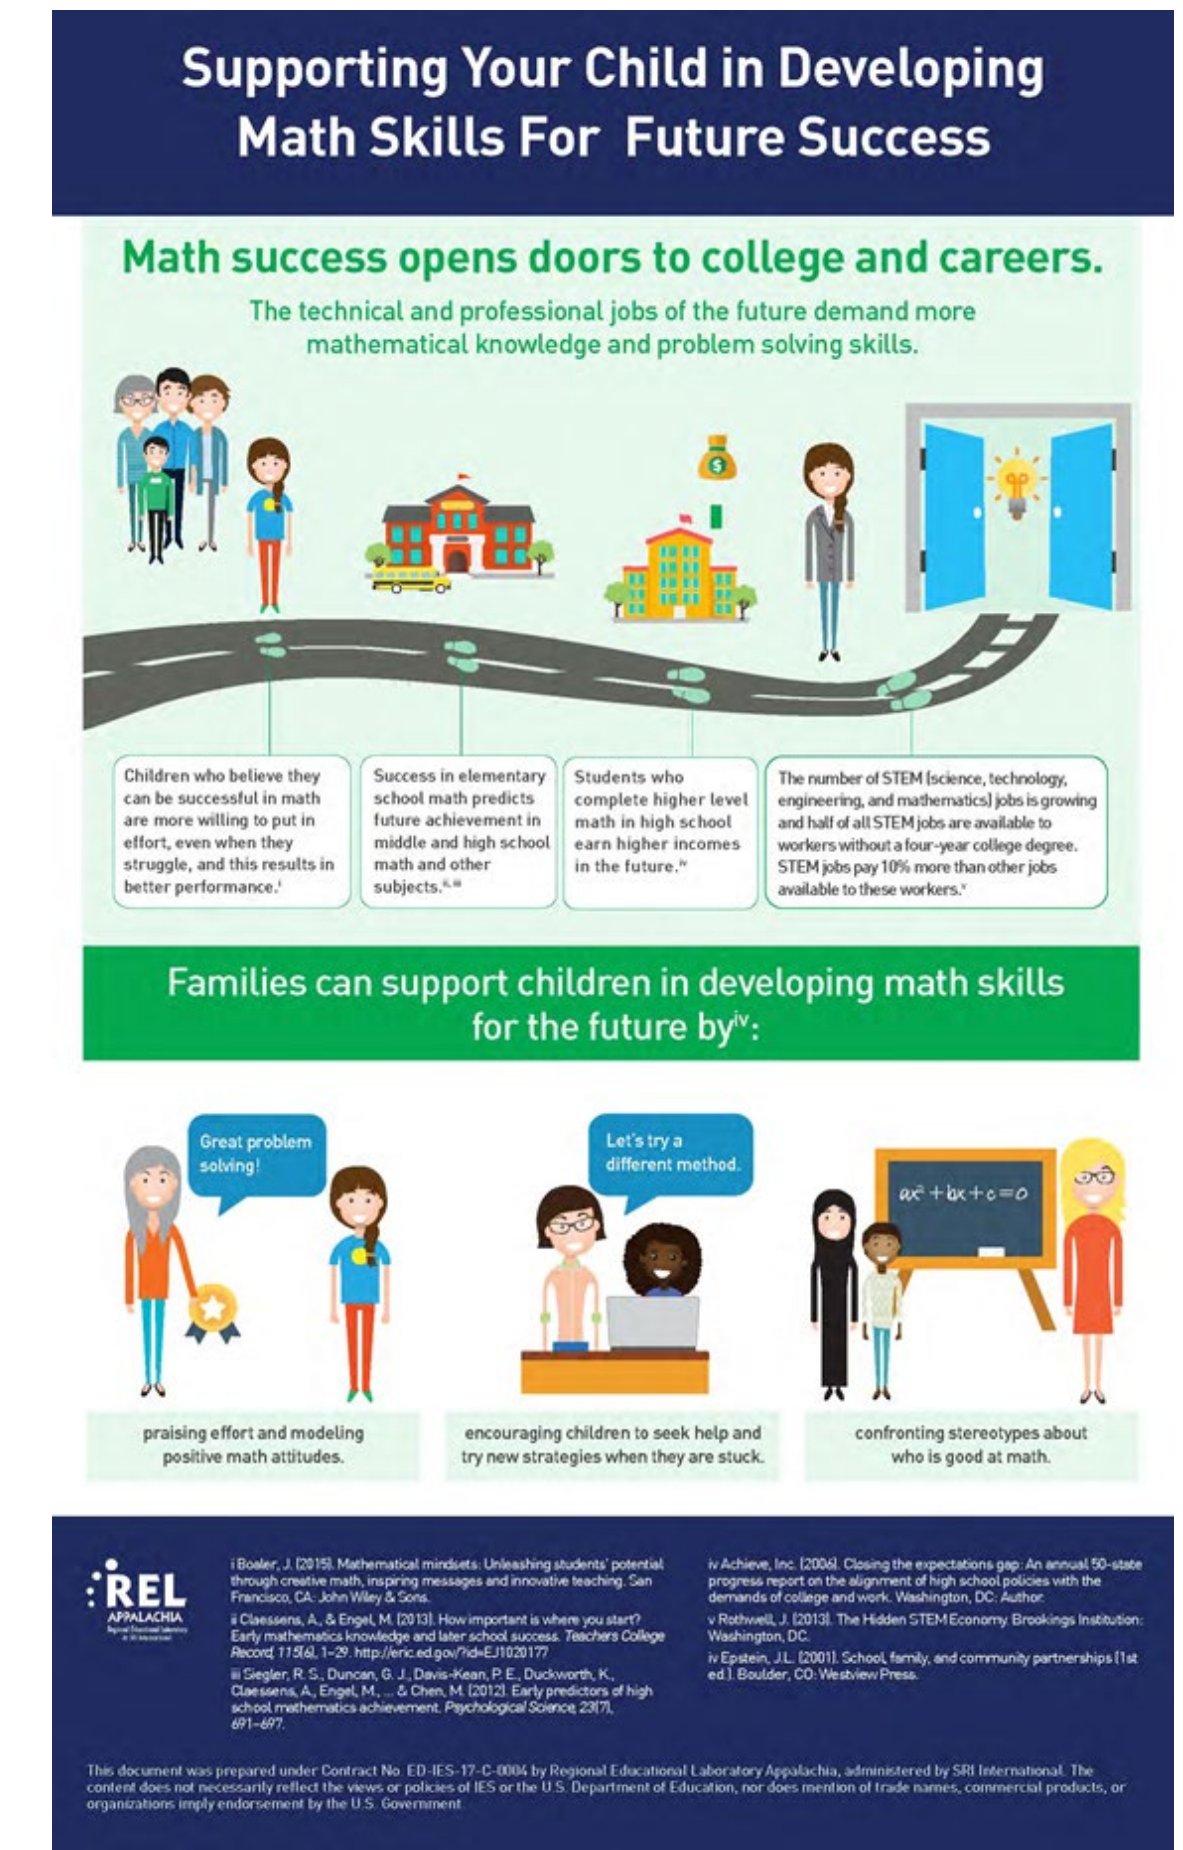 Supporting Your Child in Developing
Math Skills For Future Success
Math success opens doors to college and careers.
The technical and professional jobs of the future demand more
mathematical knowledge and problem solving skills.
$
Children who believe they
can be successful in math
are more willing to put in
effort, even when they
struggle, and this results in
better performance.ⁱ
Success in elementary
school math predicts
future achievement in
middle and high school
math and other
subjects.ⁱⁱ, ⁱⁱⁱ
Students who
complete higher level
math in high school
earn higher incomes
in the future.ⁱᵛ
The number of STEM (science, technology,
engineering, and mathematics) jobs is growing
and half of all STEM jobs are available to
workers without a four-year college degree.
STEM jobs pay 10% more than other jobs
available to these workers.ᵛ
Families can support children in developing math skills
for the future byⁱᵛ:
Great problem
solving!
Let's try a
different method.
ax² + bx + c = 0
praising effort and modeling
positive math attitudes.
encouraging children to seek help and
try new strategies when they are stuck.
confronting stereotypes about
who is good at math.
REL
APPALACHIA
Regional Educational Laboratory
At SRI International
i Boaler, J. (2015). Mathematical mindsets: Unleashing students' potential
through creative math, inspiring messages and innovative teaching. San
Francisco, CA: John Wiley & Sons.
ii Claessens, A., & Engel, M. (2013). How important is where you start?
Early mathematics knowledge and later school success. Teachers College
Record, 115(6), 1–29. http://eric.ed.gov/?id=EJ1020177
iii Siegler, R. S., Duncan, G. J., Davis-Kean, P. E., Duckworth, K.,
Claessens, A., Engel, M., ... & Chen, M. (2012). Early predictors of high
school mathematics achievement. Psychological Science, 23(7),
691–697.
iv Achieve, Inc. (2006). Closing the expectations gap: An annual 50-state
progress report on the alignment of high school policies with the
demands of college and work. Washington, DC: Author.
v Rothwell, J. (2013). The Hidden STEM Economy. Brookings Institution:
Washington, DC.
iv Epstein, J.L. (2001). School, family, and community partnerships (1st
ed.). Boulder, CO: Westview Press.
This document was prepared under Contract No. ED-IES-17-C-0004 by Regional Educational Laboratory Appalachia, administered by SRI International. The
content does not necessarily reflect the views or policies of IES or the U.S. Department of Education, nor does mention of trade names, commercial products, or
organizations imply endorsement by the U.S. Government.